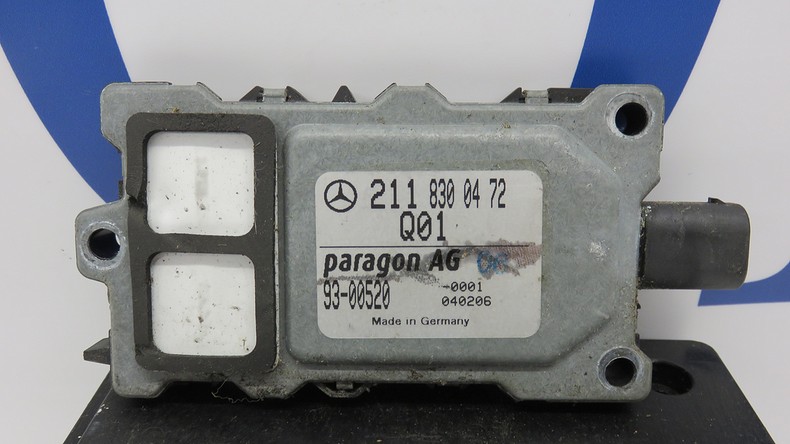 211 830 04 72
Q01
paragon AG
93-00520 -0001
040206
Made in Germany